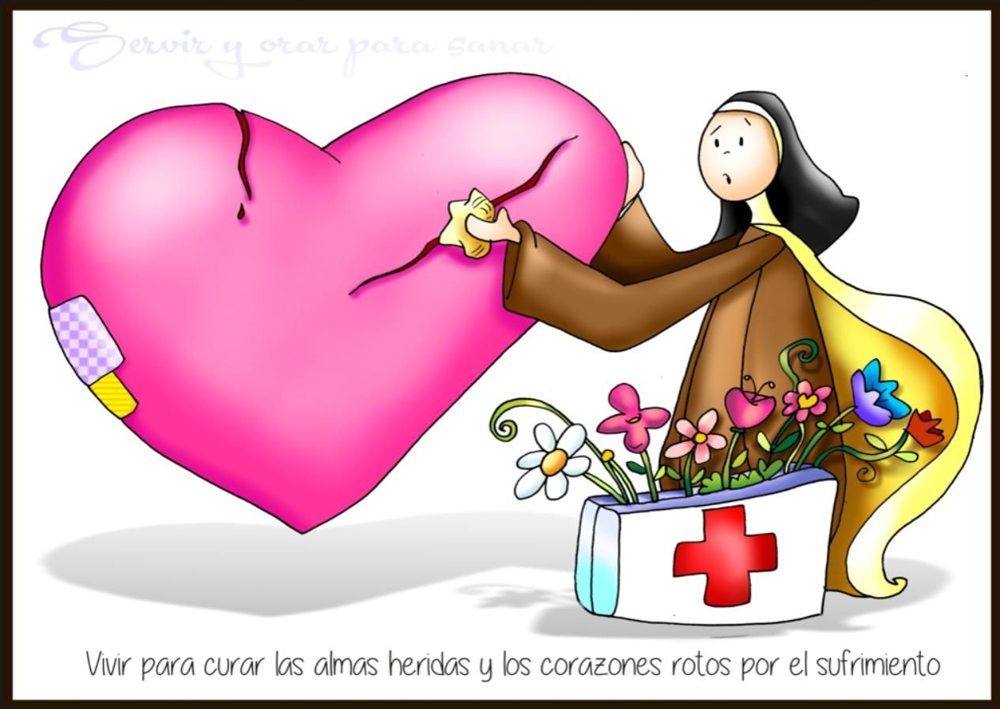 Servir y orar para sanar
Vivir para curar las almas heridas y los corazones rotos por el sufrimiento